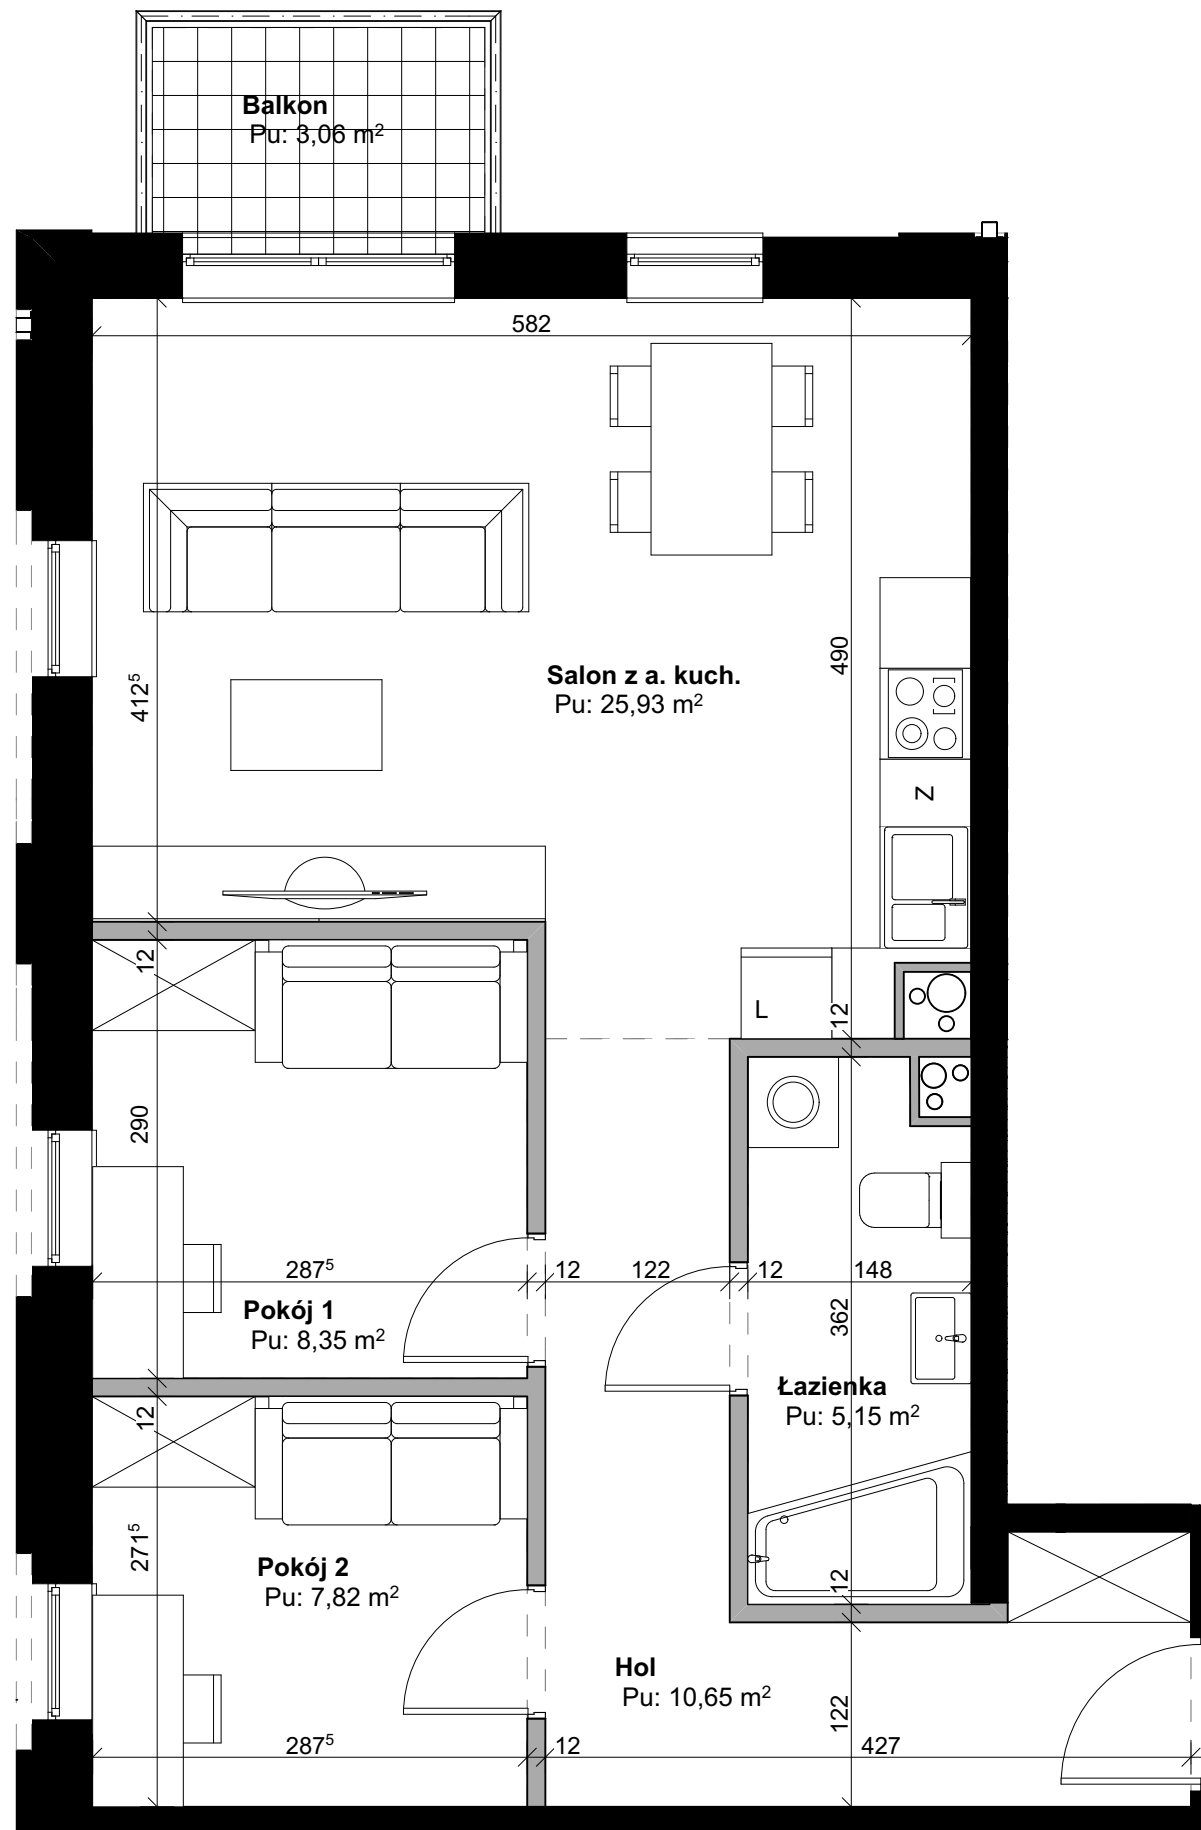 Balkon
Pu: 3,06 m²
582
490
412⁵
Salon z a. kuch.
Pu: 25,93 m²
Z
12
L
12
290
287⁵
12
122
12
148
362
Pokój 1
Pu: 8,35 m²
Łazienka
Pu: 5,15 m²
12
271⁵
Pokój 2
Pu: 7,82 m²
12
Hol
Pu: 10,65 m²
122
287⁵
12
427